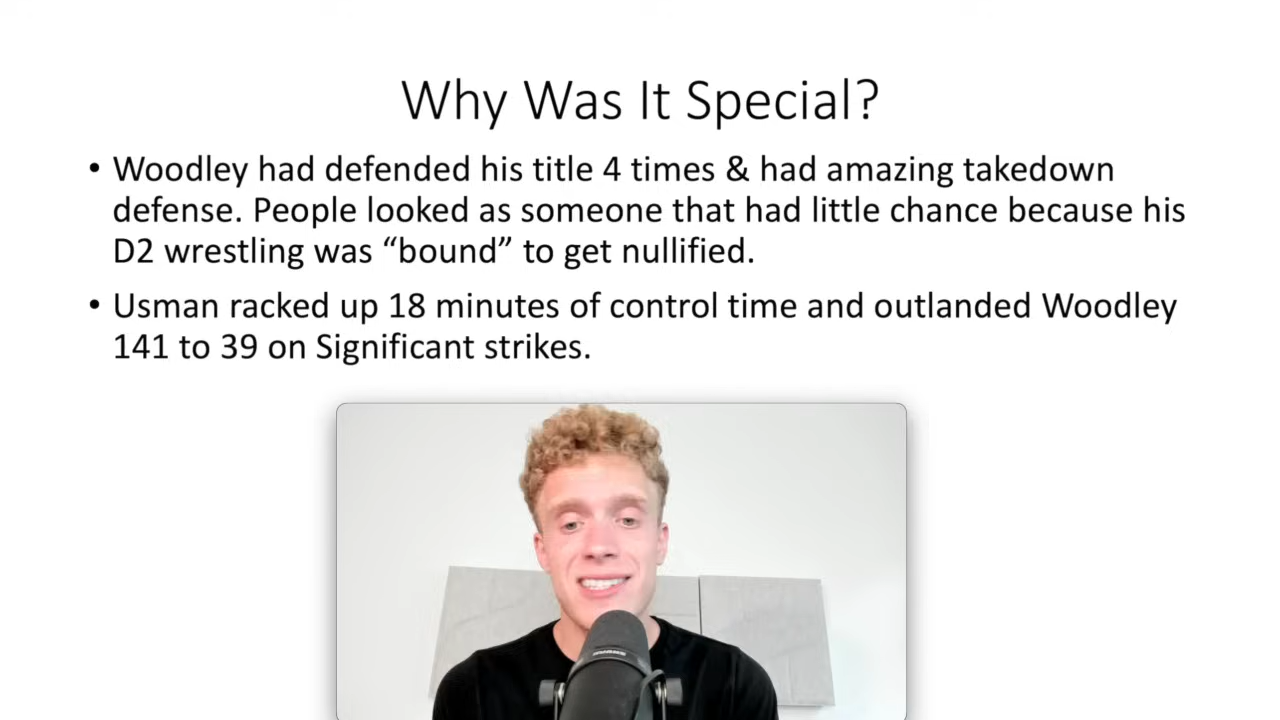 Why Was It Special?
• Woodley had defended his title 4 times & had amazing takedown
defense. People looked as someone that had little chance because his
D2 wrestling was “bound” to get nullified.
• Usman racked up 18 minutes of control time and outlanded Woodley
141 to 39 on Significant strikes.